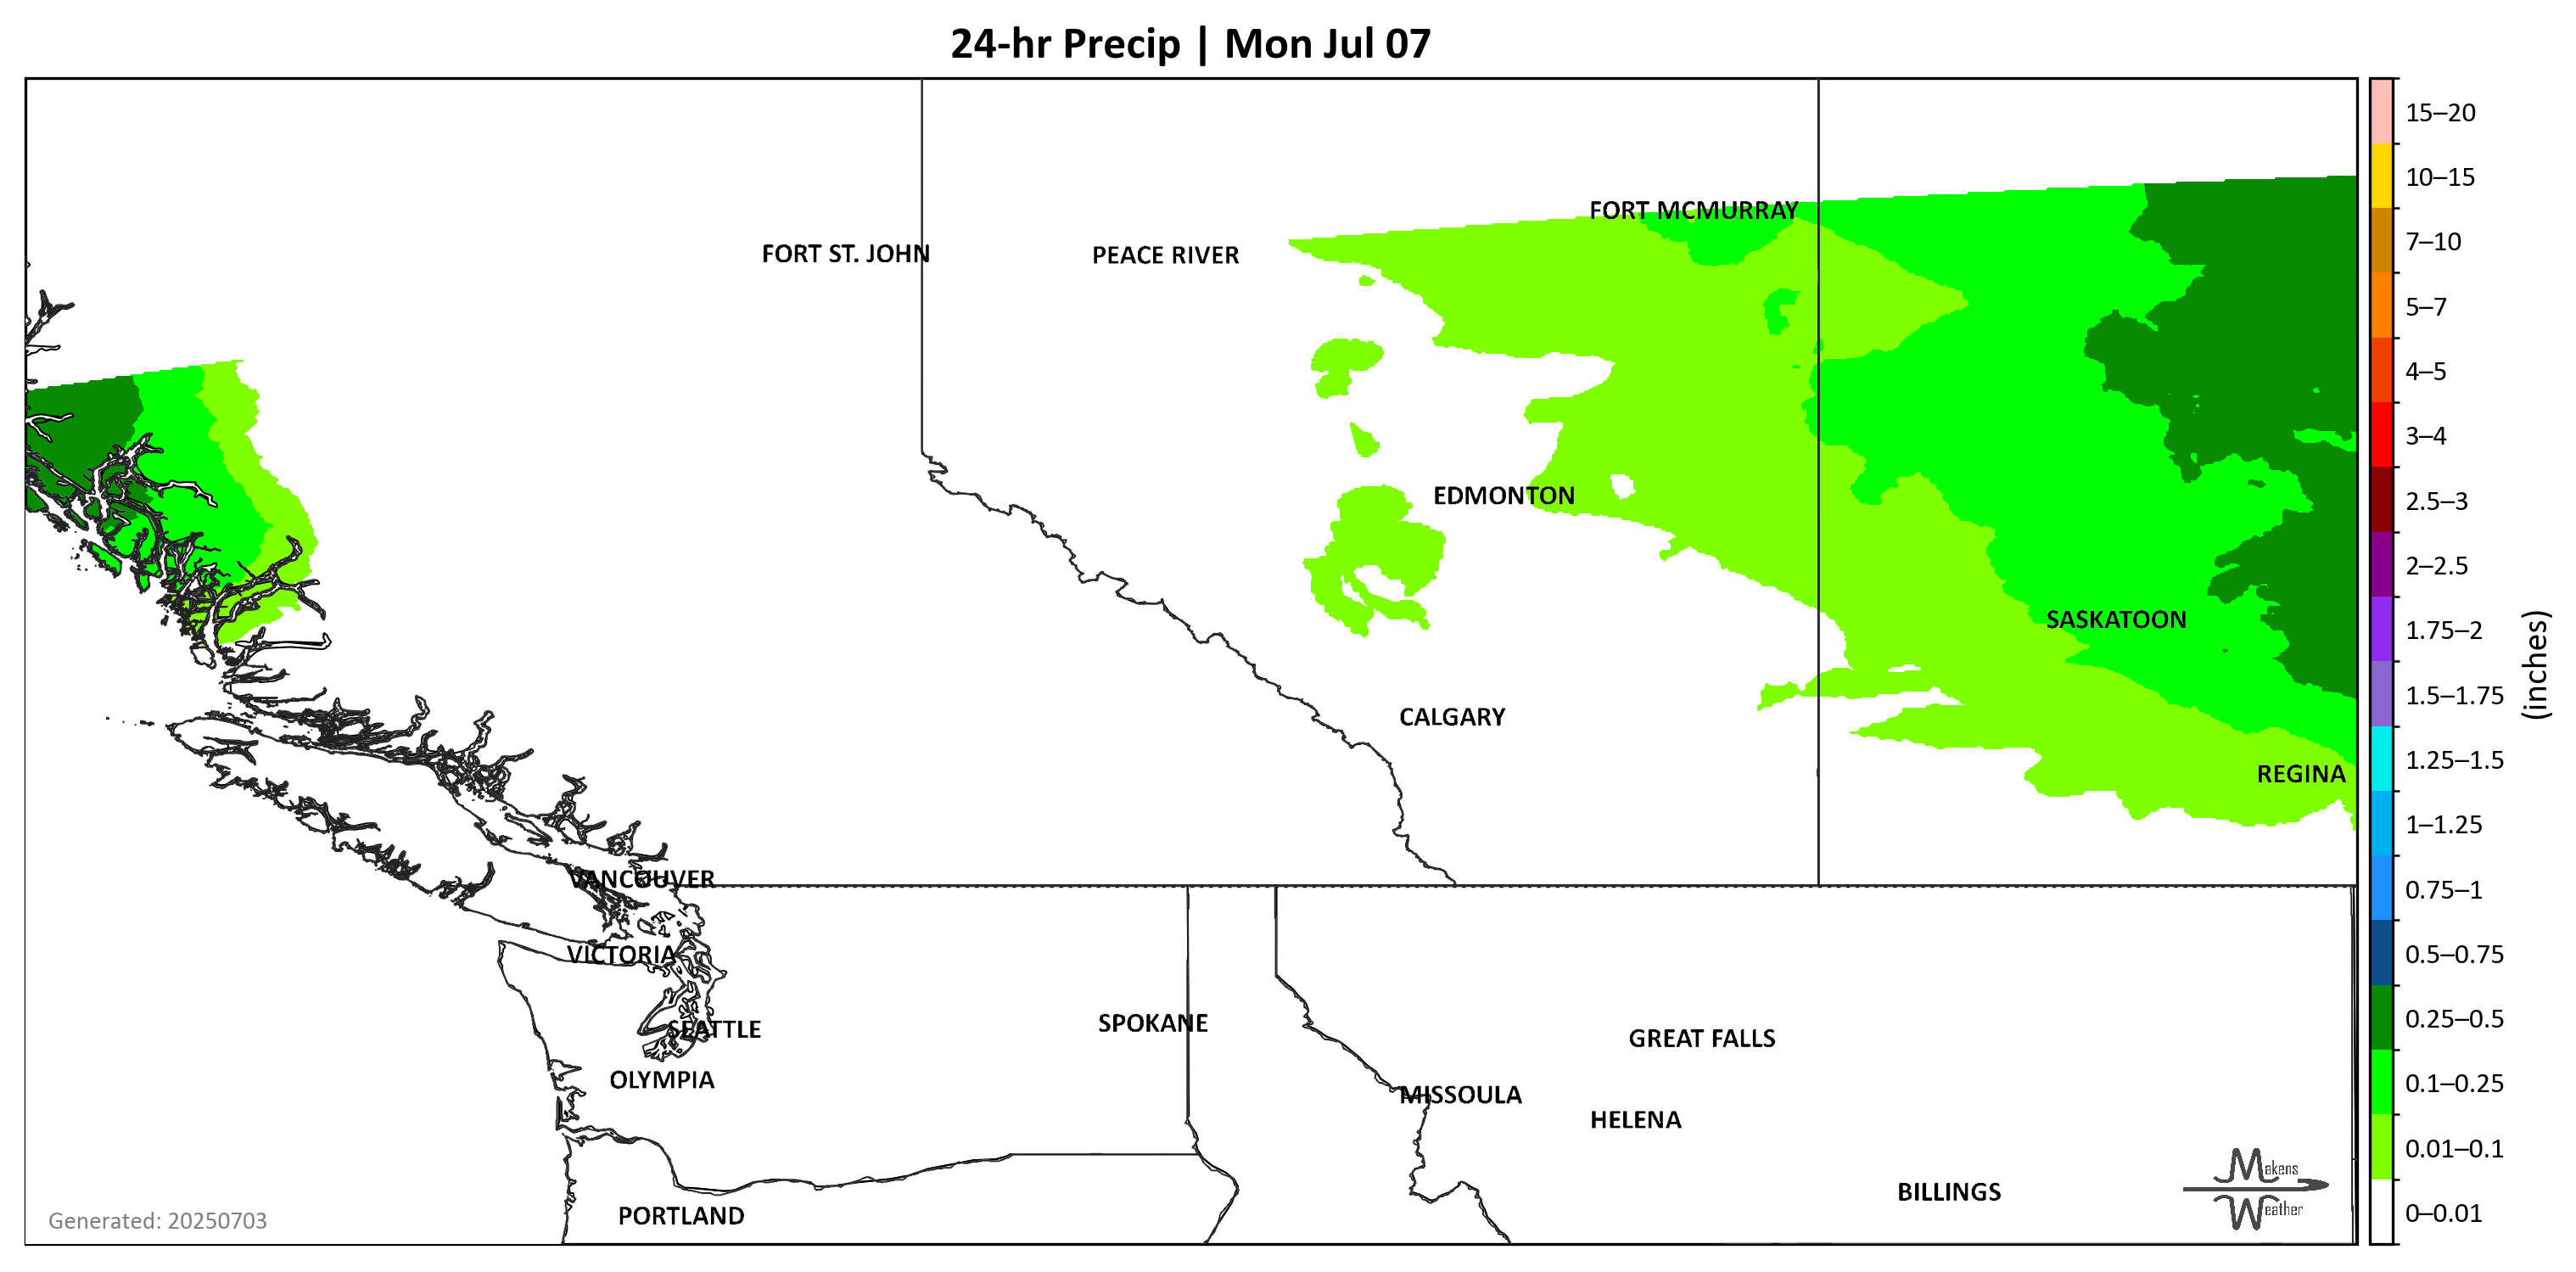 24-hr Precip | Mon Jul 07
15–20
10–15
7–10
5–7
4–5
3–4
2.5–3
2–2.5
1.75–2
1.5–1.75
1.25–1.5
1–1.25
0.75–1
0.5–0.75
0.25–0.5
0.1–0.25
0.01–0.1
0–0.01
(inches)
FORT MCMURRAY
FORT ST. JOHN
PEACE RIVER
EDMONTON
SASKATOON
CALGARY
REGINA
VANCOUVER
VICTORIA
SEATTLE
SPOKANE
GREAT FALLS
OLYMPIA
MISSOULA
HELENA
BILLINGS
PORTLAND
Makens
Weather
Generated: 20250703